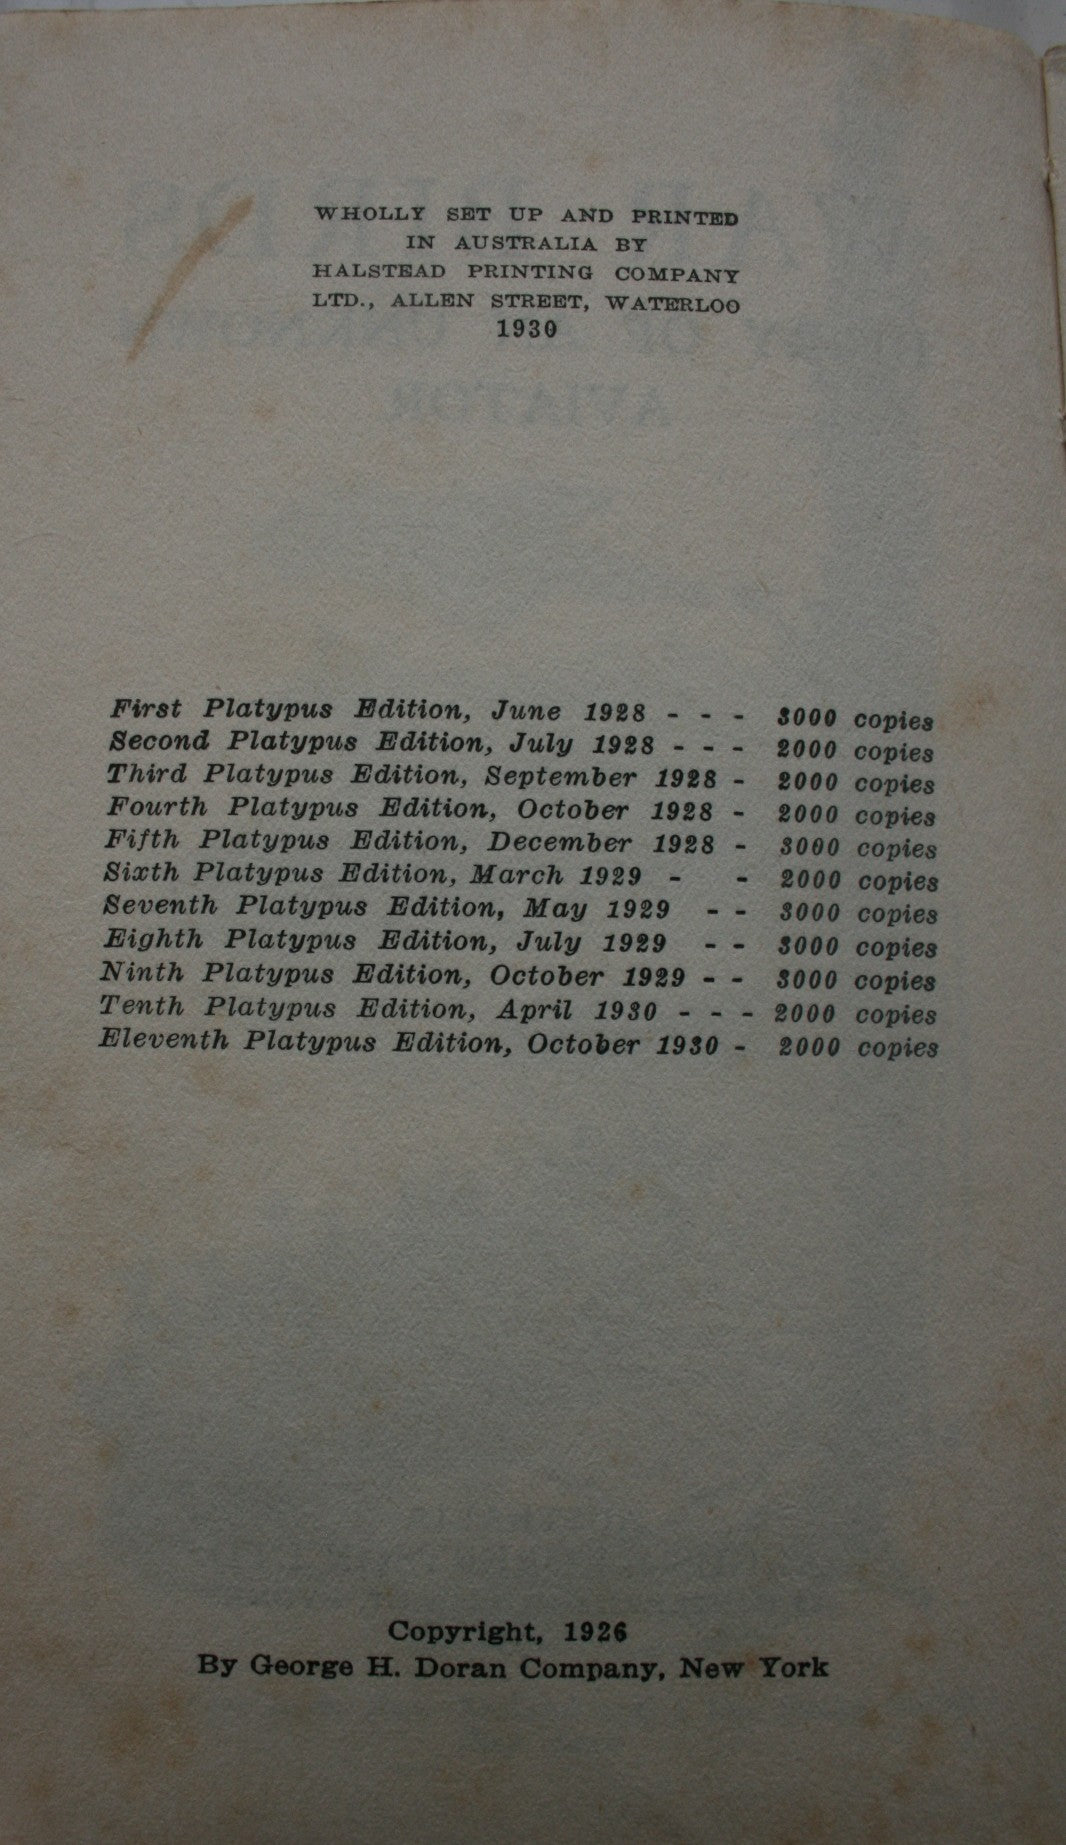 WHOLLY SET UP AND PRINTED
IN AUSTRALIA BY
HALSTEAD PRINTING COMPANY
LTD., ALLEN STREET, WATERLOO
1930
First Platypus Edition, June 1928 - - - 3000 copies
Second Platypus Edition, July 1928 - - - 2000 copies
Third Platypus Edition, September 1928 - 2000 copies
Fourth Platypus Edition, October 1928 - 2000 copies
Fifth Platypus Edition, December 1928 - 3000 copies
Sixth Platypus Edition, March 1929 - - 2000 copies
Seventh Platypus Edition, May 1929 - - 3000 copies
Eighth Platypus Edition, July 1929 - - 3000 copies
Ninth Platypus Edition, October 1929 - - 3000 copies
Tenth Platypus Edition, April 1930 - - - 2000 copies
Eleventh Platypus Edition, October 1930 - 2000 copies
Copyright, 1926
By George H. Doran Company, New York